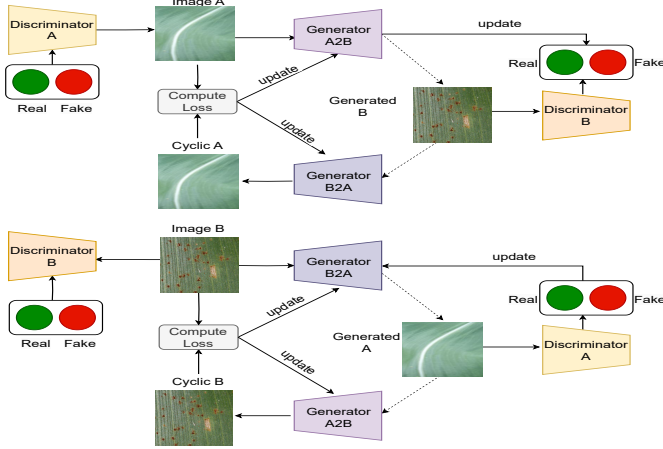 Image A
Discriminator
A
Generator
A2B
update
Real
Fake
Real
Fake
Compute
Loss
update
Generated
B
Discriminator
B
update
Cyclic A
Generator
B2A
Image B
Discriminator
B
Generator
B2A
update
Real
Fake
Real
Fake
Compute
Loss
update
Generated
A
Discriminator
A
update
Cyclic B
Generator
A2B